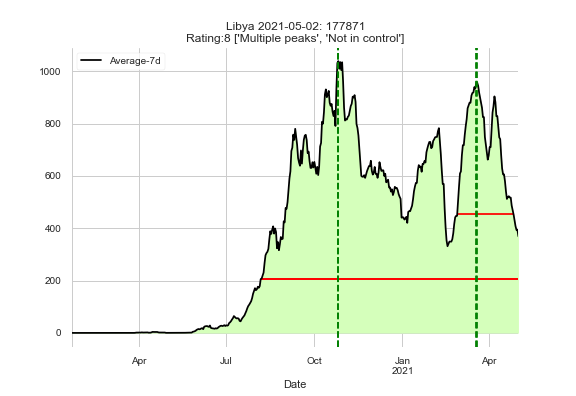 Libya 2021-05-02: 177871
Rating:8 ['Multiple peaks', 'Not in control']
Average-7d
1000
800
600
400
200
0
Apr Jul Oct Jan Apr
2021
Date